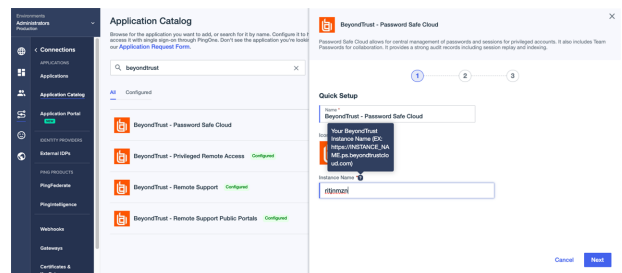 Environments
Administrators
Production
Connections
APPLICATIONS
Applications
Application Catalog
Application Portal
NEW
IDENTITY PROVIDERS
External IDPs
PING PRODUCTS
PingFederate
PingIntelligence
Webhooks
Gateways
Certificates &
Application Catalog
Browse for the application you want to add, or search for it by name. Configure it to
access it with single sign-on through PingOne. Don't see the application you're look
our Application Request Form.
beyondtrust
All Configured
BeyondTrust - Password Safe Cloud
BeyondTrust - Privileged Remote Access Configured
BeyondTrust - Remote Support Configured
BeyondTrust - Remote Support Public Portals Configured
BeyondTrust - Password Safe Cloud
Password Safe Cloud allows for central management of passwords and sessions for privileged accounts. It also includes Team
Passwords for collaboration. It provides a strong audit records including session replay and indexing.
1 2 3
Quick Setup
Name *
BeyondTrust - Password Safe Cloud
Your BeyondTrust
Instance Name (EX:
https://INSTANCE_NA
ME.ps.beyondtrustclo
ud.com)
Instance Name *
ritjnmzn
Cancel Next